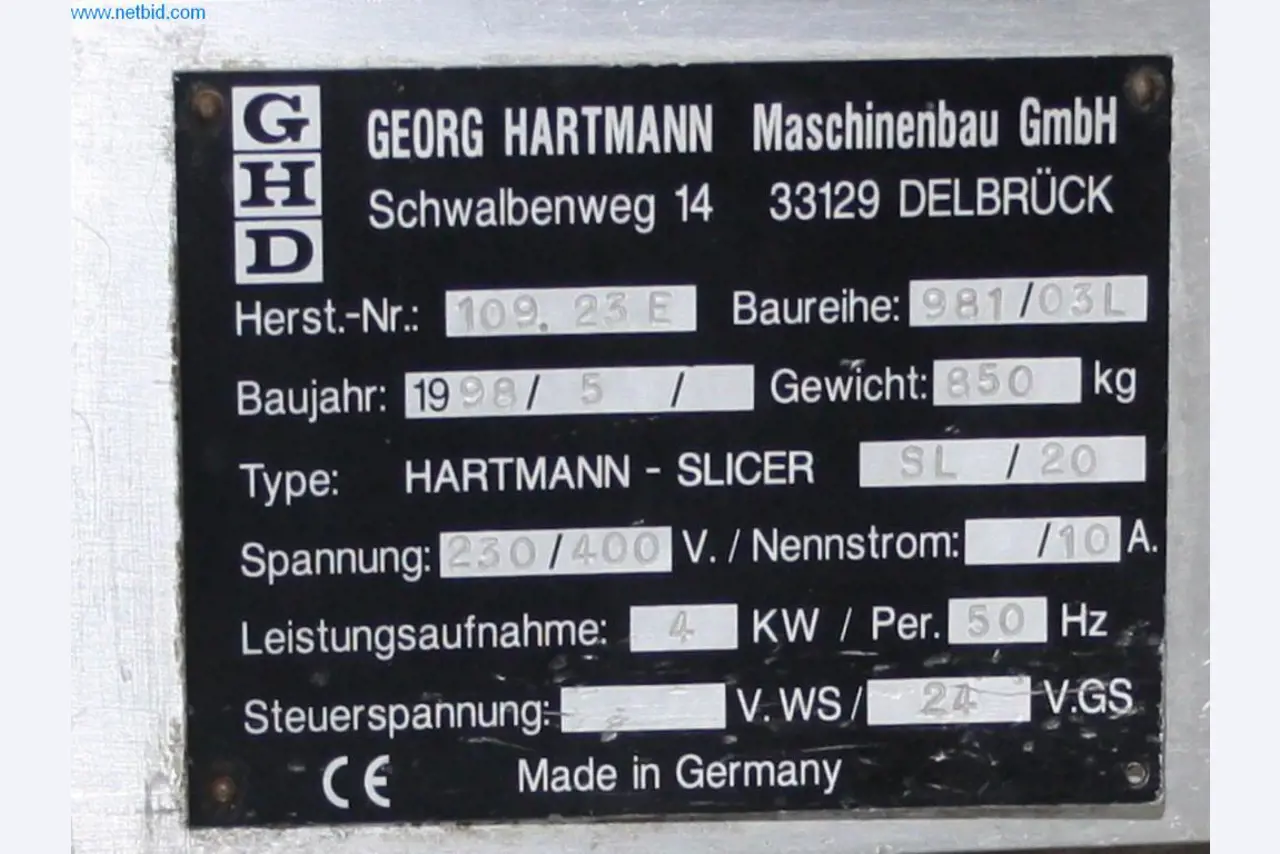 www.netbid.com
G
H
D
GEORG HARTMANN Maschinenbau GmbH
Schwalbenweg 14 33129 DELBRÜCK
Herst.-Nr.: 109. 23 E Baureihe: 981/03L
Baujahr: 1998/ 5 / Gewicht: 850 kg
Type: HARTMANN - SLICER SL / 20
Spannung: 230/400 V. / Nennstrom: /10 A.
Leistungsaufnahme: 4 KW / Per. 50 Hz
Steuerspannung: V. WS / 24 V.GS
CE Made in Germany